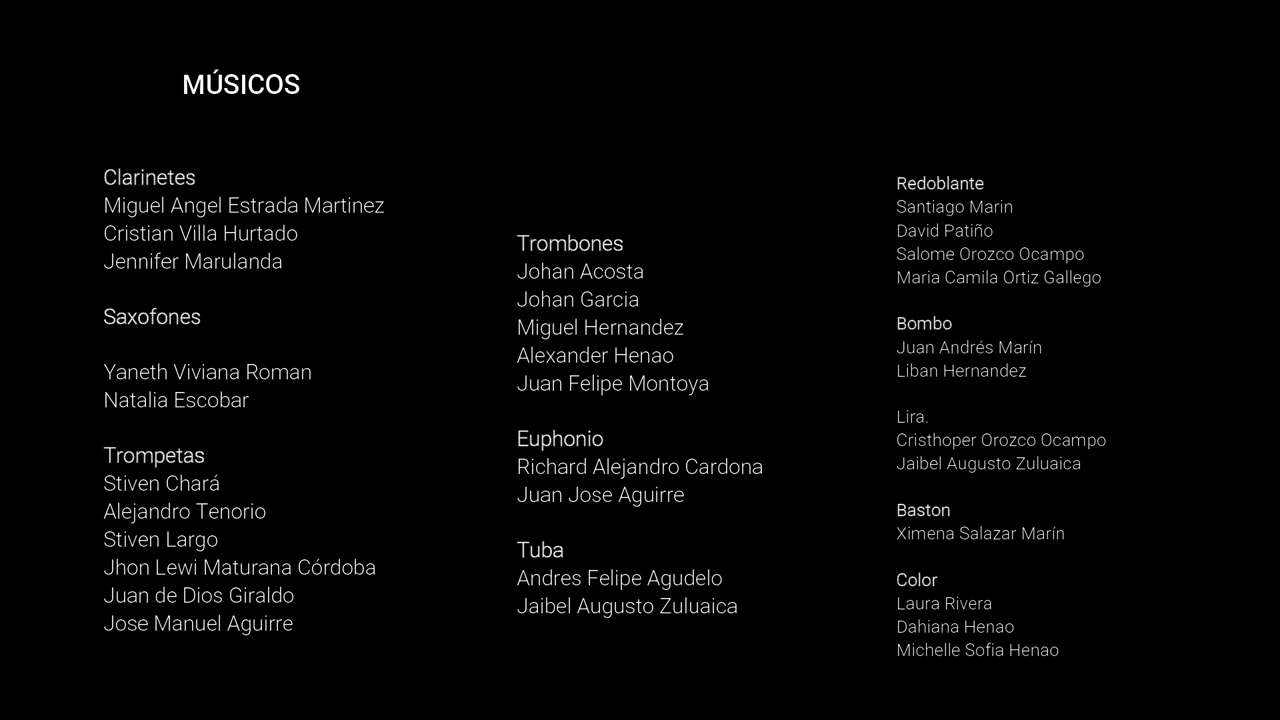 MÚSICOS
Clarinetes
Miguel Angel Estrada Martinez
Cristian Villa Hurtado
Jennifer Marulanda
Saxofones
Yaneth Viviana Roman
Natalia Escobar
Trompetas
Stiven Chará
Alejandro Tenorio
Stiven Largo
Jhon Lewi Maturana Córdoba
Juan de Dios Giraldo
Jose Manuel Aguirre
Trombones
Johan Acosta
Johan Garcia
Miguel Hernandez
Alexander Henao
Juan Felipe Montoya
Euphonio
Richard Alejandro Cardona
Juan Jose Aguirre
Tuba
Andres Felipe Agudelo
Jaibel Augusto Zuluaica
Redoblante
Santiago Marin
David Patiño
Salome Orozco Ocampo
Maria Camila Ortiz Gallego
Bombo
Juan Andrés Marín
Liban Hernandez
Lira.
Cristhoper Orozco Ocampo
Jaibel Augusto Zuluaica
Baston
Ximena Salazar Marín
Color
Laura Rivera
Dahiana Henao
Michelle Sofia Henao